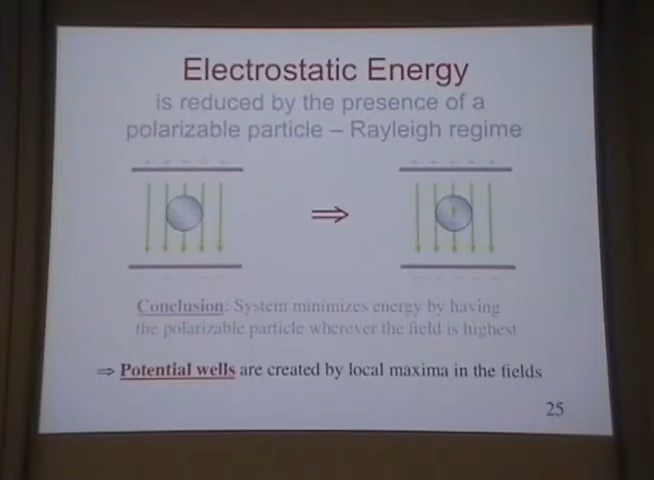 Electrostatic Energy
is reduced by the presence of a
polarizable particle – Rayleigh regime
⇒
Conclusion: System minimizes energy by having
the polarizable particle wherever the field is highest
⇒ Potential wells are created by local maxima in the fields
25